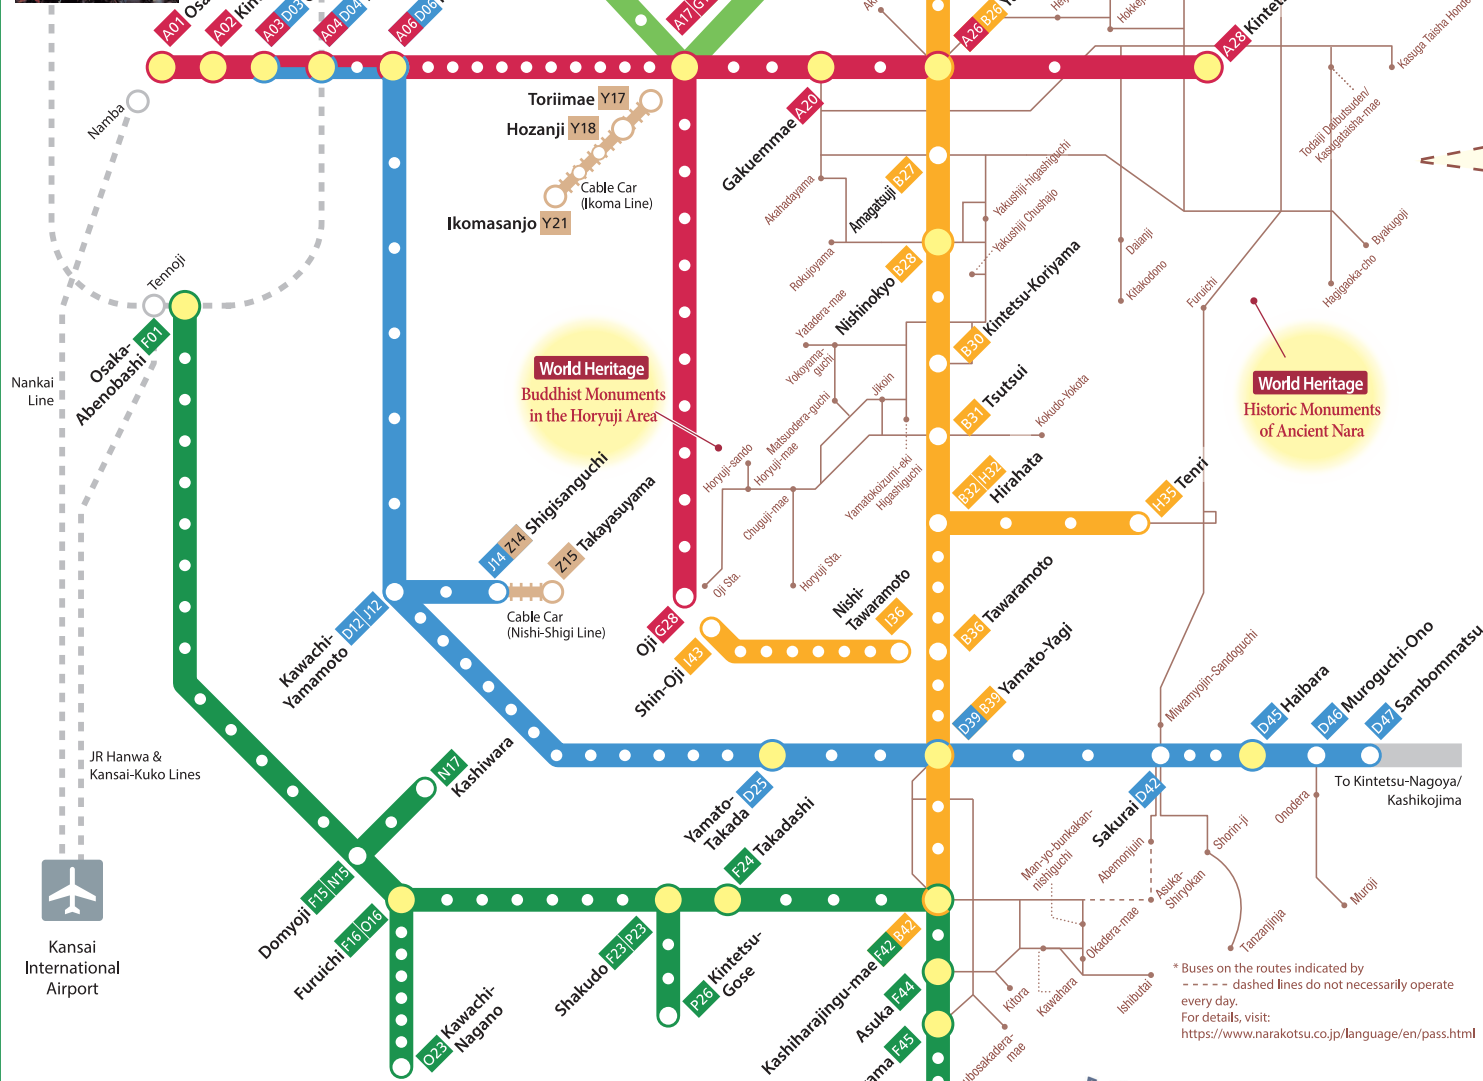 A01
A02
A03 D03
A04 D04
A06 D06
A17
A26 B26
A28 Kintets
Hokke
Kasuga Taisha Honde
Namba
Toriimae Y17
Hozanji Y18
Cable Car
(Ikoma Line)
Ikomasanjo Y21
Gakuemmae A20
Todaiji Daibutsuden/
Kasugataisha-mae
Amagatsuji B27
Akahadayama
Yakushiji-higashiguchi
Yakushiji Chushajo
Rokujoyama
Nishinokyo B28
Daianji
Kitakodono
Furuichi
Byakugoji
Hagigaoka-cho
Tennoji
Osaka-
Abenobashi F01
Nankai
Line
World Heritage
Buddhist Monuments
in the Horyuji Area
Yatadera-mae
Yokoyama-
guchi
Kintetsu-Koriyama
B30
Tsutsui
B31
Jikoin
Matsuodera-guchi
Kokudo-Yokota
World Heritage
Historic Monuments
of Ancient Nara
Horyuji-sando
Horyuji-mae
Chuguji-mae
Yamatokoizumi-eki
Higashiguchi
B32 H32
Hirahata
H35 Tenri
J14 Z14 Shigisanguchi
Z15 Takayasuyama
Cable Car
(Nishi-Shigi Line)
Oji Sta.
Horyuji Sta.
Kawachi-
Yamamoto
D12 J12
Oji G28
Shin-Oji I43
Nishi-
Tawaramoto
I36
B36 Tawaramoto
D39 B39
Yamato-Yagi
Miwamyojin-Sandoguchi
D45 Haibara
D46 Muroguchi-Ono
D47 Sambommatsu
To Kintetsu-Nagoya/
Kashikojima
JR Hanwa &
Kansai-Kuko Lines
N17
Kashiwara
Yamato-
Takada
D25
F24 Takadashi
Sakurai D42
Onodera
Muroji
Man-yo-bunkakan-
nishiguchi
Abemonjuin
Shorin-ji
Asuka-
Shiryokan
Tanzanjinja
Domyoji F15 N15
Furuichi F16 O16
Shakudo F23 P23
P26 Kintetsu-
Gose
O23 Kawachi-
Nagano
Kashiharajingu-mae F42 B42
Asuka F44
yama F45
Okadera-mae
Kitora
Kawahara
Ishibutai
ubosakadera-
mae
Kansai
International
Airport
* Buses on the routes indicated by
---- dashed lines do not necessarily operate
every day.
For details, visit:
https://www.narakotsu.co.jp/language/en/pass.html